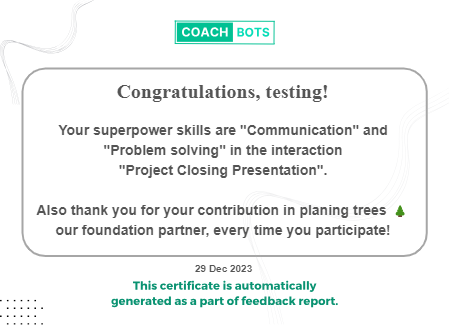 COACH BOTS
Congratulations, testing!
Your superpower skills are "Communication" and
"Problem solving" in the interaction
"Project Closing Presentation".
Also thank you for your contribution in planing trees 🌲
our foundation partner, every time you participate!
29 Dec 2023
This certificate is automatically
generated as a part of feedback report.